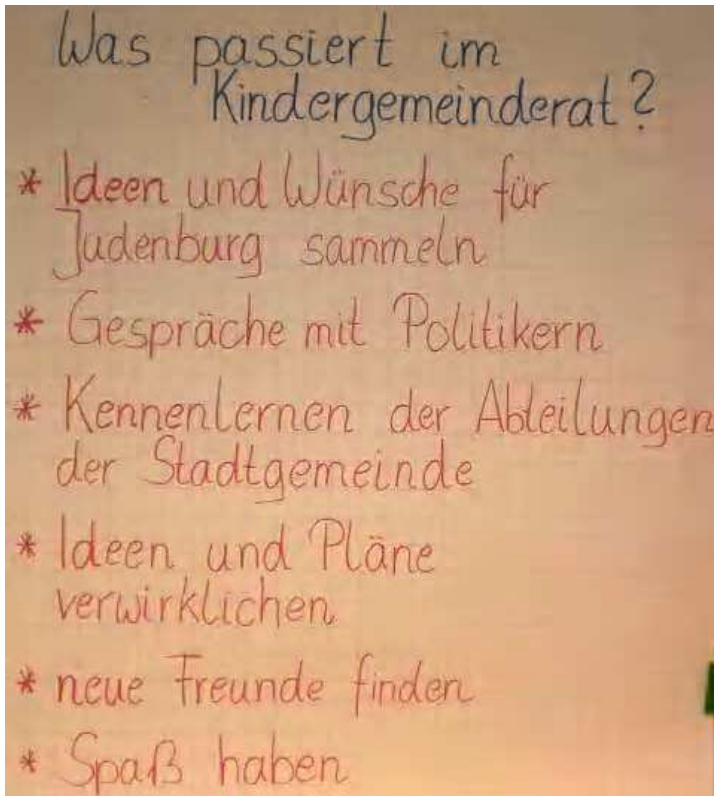 Was passiert im
Kindergemeinderat?
* Ideen und Wünsche für
Judenburg sammeln
* Gespräche mit Politikern
* Kennenlernen der Abteilungen
der Stadtgemeinde
* Ideen und Pläne
verwirklichen
* neue Freunde finden
* Spaß haben